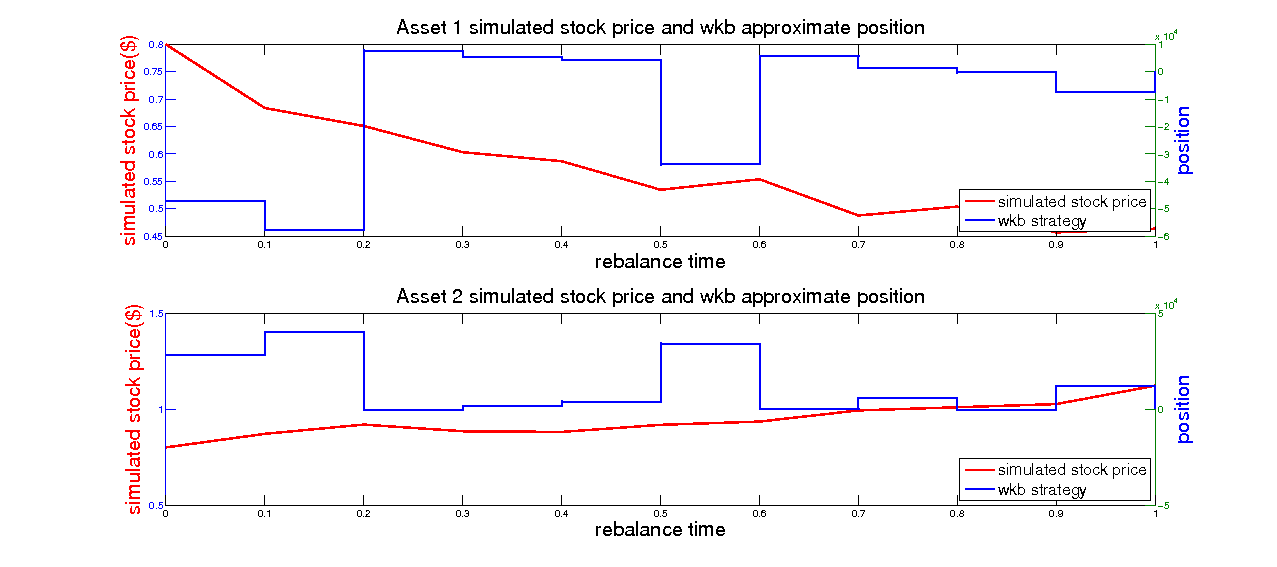 Asset 1 simulated stock price and wkb approximate position
x 10^4
simulated stock price($)
0.8
0.75
0.7
0.65
0.6
0.55
0.5
0.45
1
0
-1
-2
-3
-4
-5
-6
position
simulated stock price
wkb strategy
0 0.1 0.2 0.3 0.4 0.5 0.6 0.7 0.8 0.9 1
rebalance time
Asset 2 simulated stock price and wkb approximate position
x 10^4
simulated stock price($)
1.5
1
0.5
5
0
-5
position
simulated stock price
wkb strategy
0 0.1 0.2 0.3 0.4 0.5 0.6 0.7 0.8 0.9 1
rebalance time